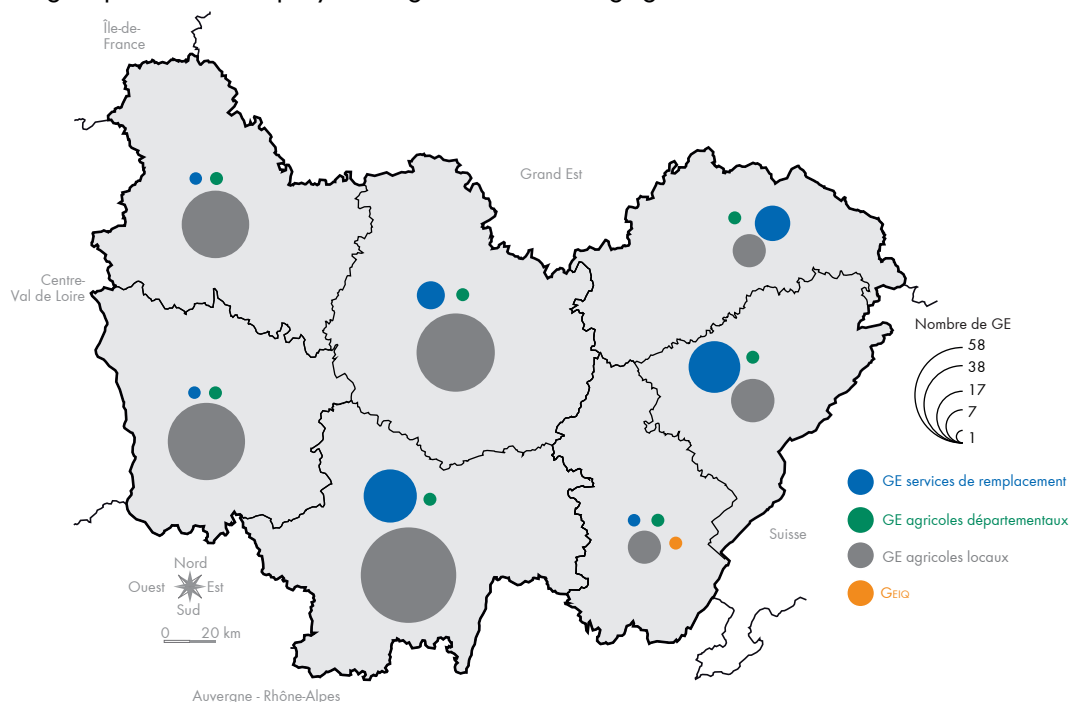 Île-de-
France
Grand Est
Centre-
Val de Loire
Nombre de GE
58
38
17
7
1
GE services de remplacement
GE agricoles départementaux
GE agricoles locaux
GEIQ
Suisse
Nord
Ouest Est
Sud
0 20 km
Auvergne - Rhône-Alpes